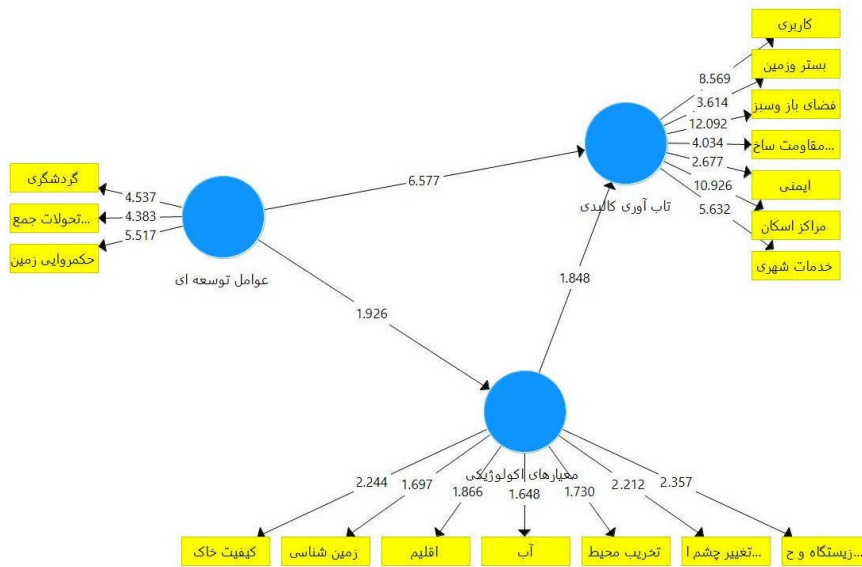 کاربری
بستر وزمین
فضای باز وسبز
مقاومت ساخ...
ایمنی
مراکز اسکان
خدمات شهری
8.569
3.614
12.092
4.034
2.677
10.926
5.632
تاب آوری کالبدی
6.577
گردشگری
تحولات جمع...
حکمروایی زمین
4.537
4.383
5.517
عوامل توسعه ای
1.926
1.848
معیارهای اکولوژیکی
2.244
1.697
1.866
1.648
1.730
2.212
2.357
کیفیت خاک
زمین شناسی
اقلیم
آب
تخریب محیط
تغییر چشم ا...
زیستگاه و ح...